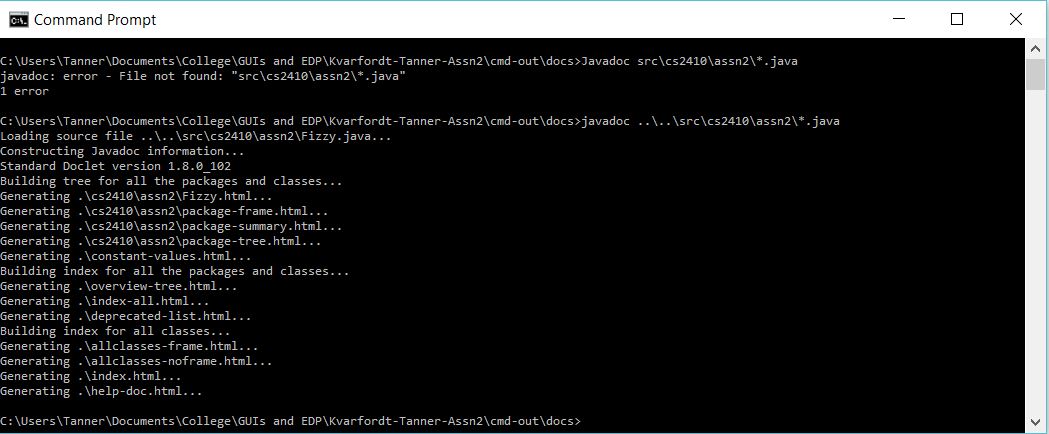 Command Prompt
C:\Users\Tanner\Documents\College\GUIs and EDP\Kvarfordt-Tanner-Assn2\cmd-out\docs>Javadoc src\cs2410\assn2\*.java
javadoc: error - File not found: "src\cs2410\assn2\*.java"
1 error
C:\Users\Tanner\Documents\College\GUIs and EDP\Kvarfordt-Tanner-Assn2\cmd-out\docs>javadoc ..\..\src\cs2410\assn2\*.java
Loading source file ..\..\src\cs2410\assn2\Fizzy.java...
Constructing Javadoc information...
Standard Doclet version 1.8.0_102
Building tree for all the packages and classes...
Generating .\cs2410\assn2\Fizzy.html...
Generating .\cs2410\assn2\package-frame.html...
Generating .\cs2410\assn2\package-summary.html...
Generating .\cs2410\assn2\package-tree.html...
Generating .\constant-values.html...
Building index for all the packages and classes...
Generating .\overview-tree.html...
Generating .\index-all.html...
Generating .\deprecated-list.html...
Building index for all classes...
Generating .\allclasses-frame.html...
Generating .\allclasses-noframe.html...
Generating .\index.html...
Generating .\help-doc.html...
C:\Users\Tanner\Documents\College\GUIs and EDP\Kvarfordt-Tanner-Assn2\cmd-out\docs>